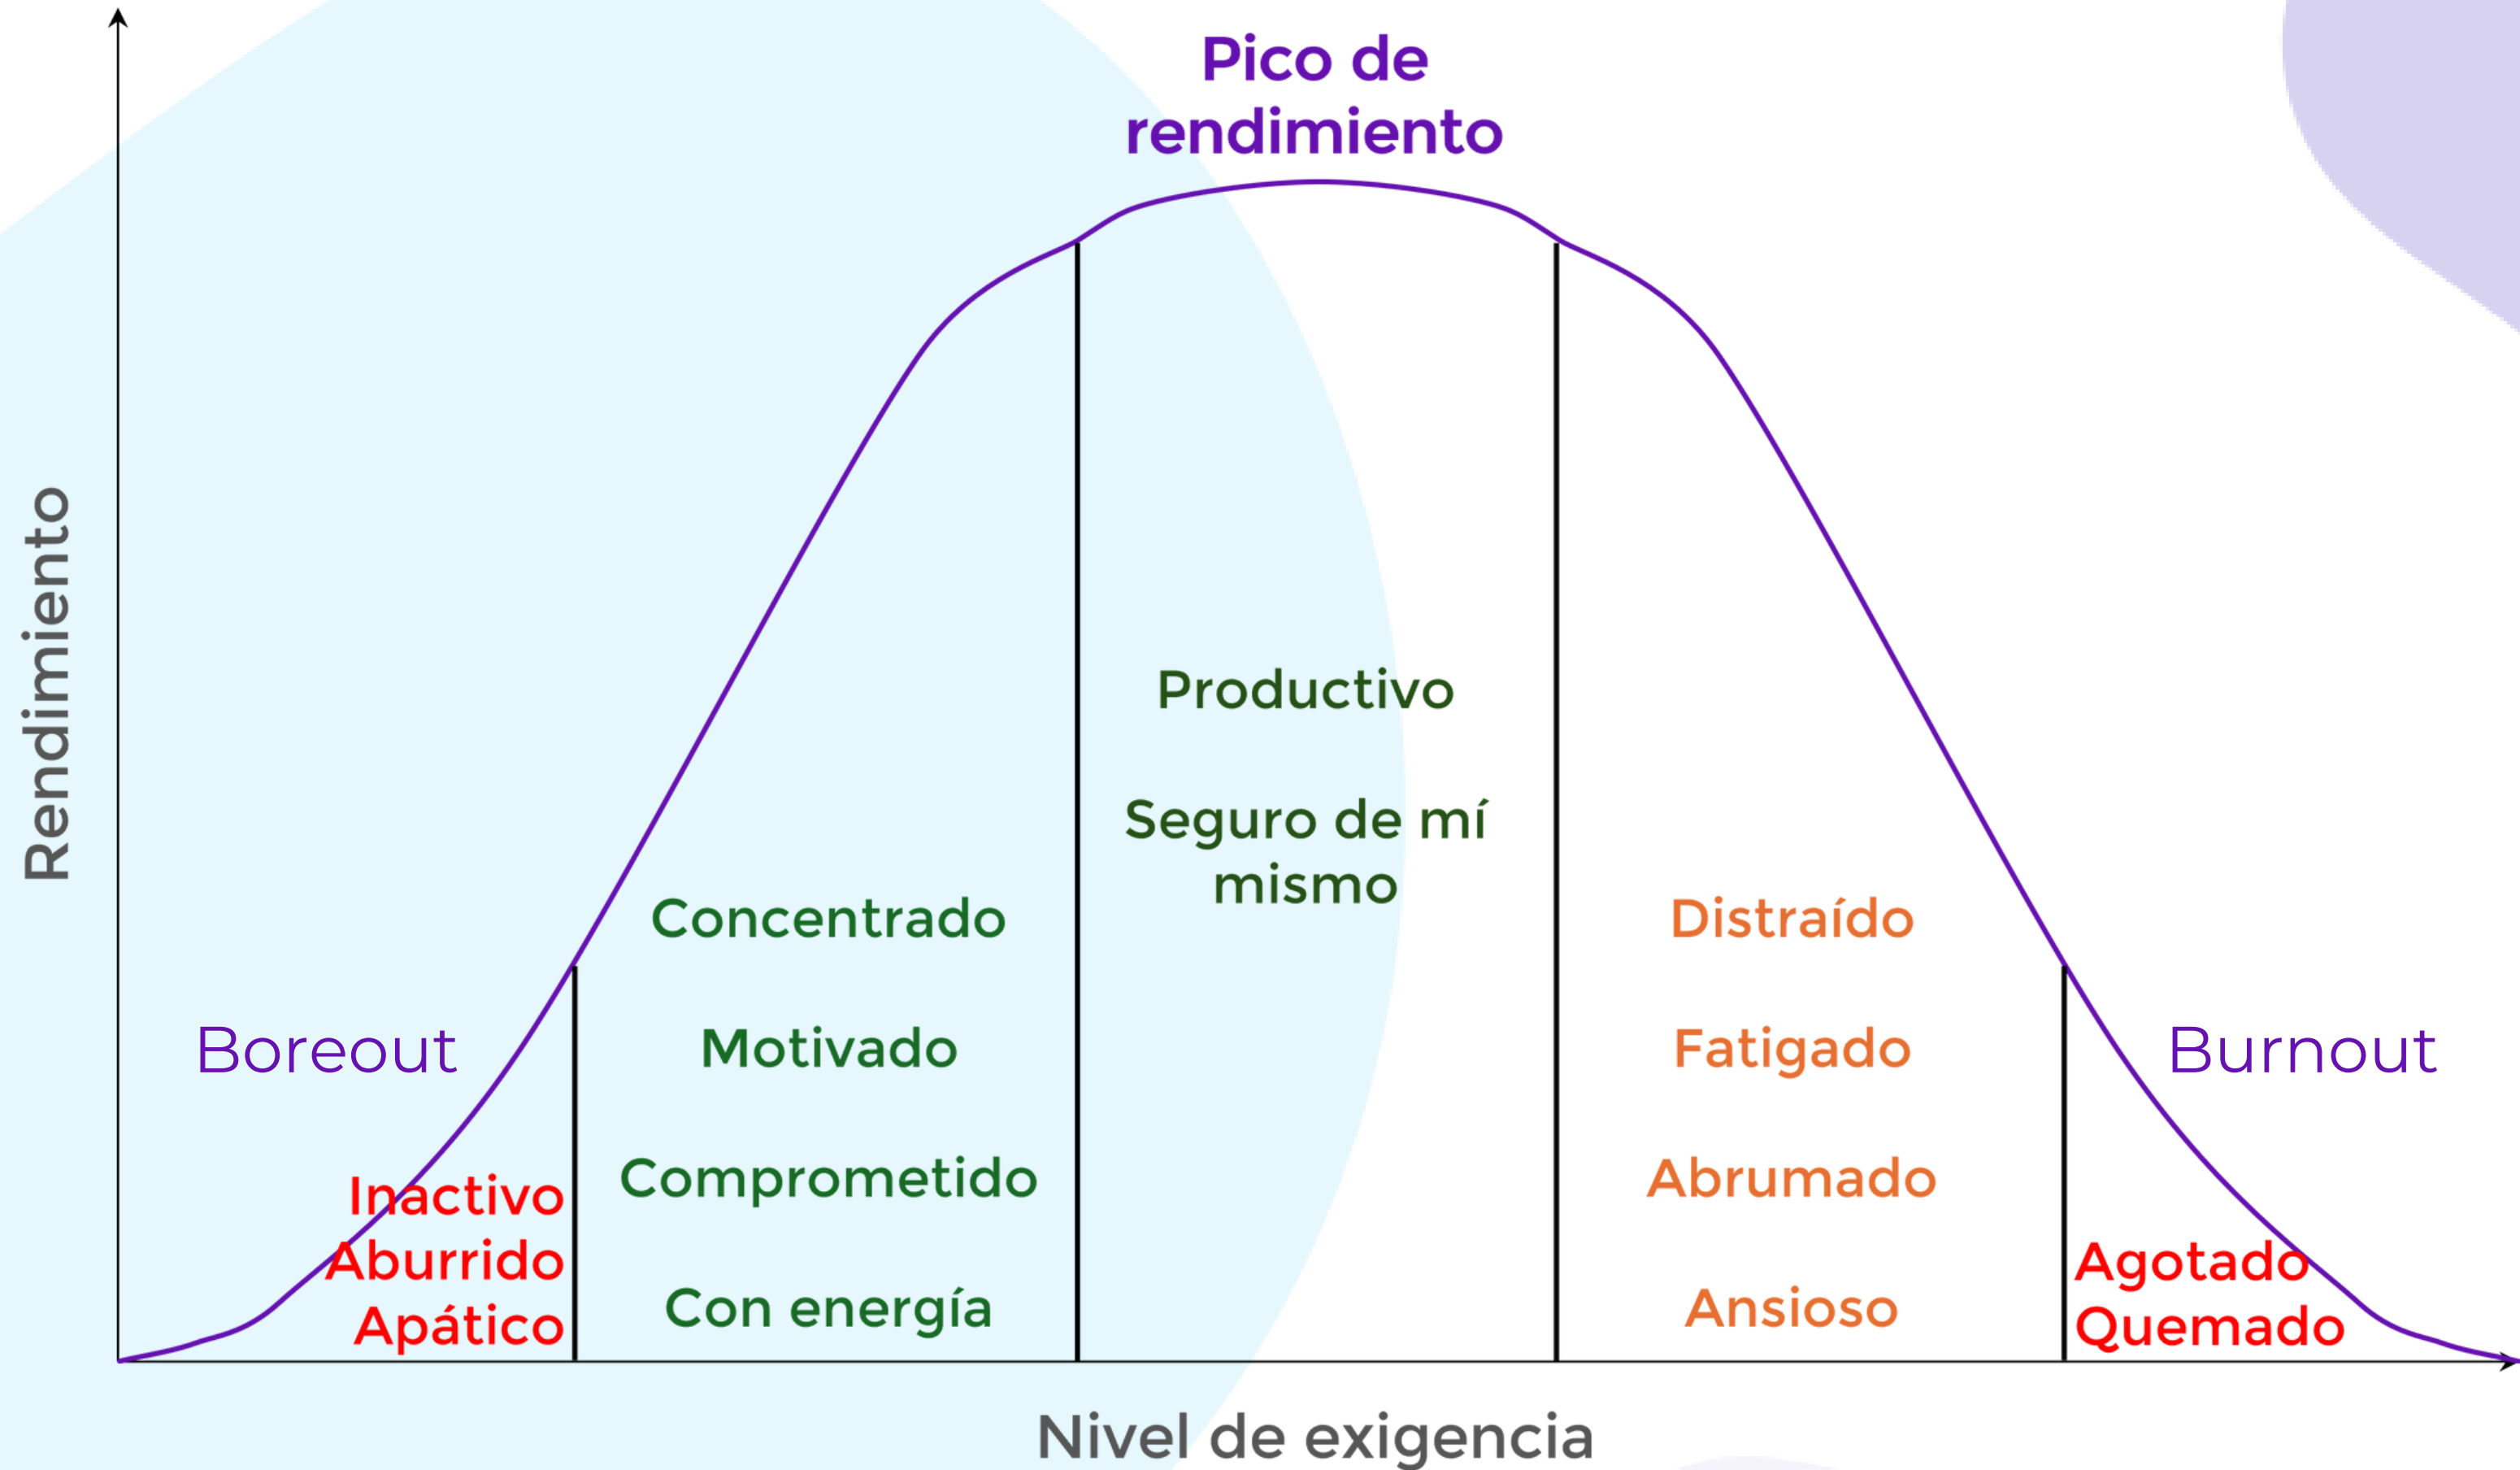 Pico de
rendimiento
Rendimiento
Productivo
Seguro de mí
mismo
Concentrado
Motivado
Comprometido
Con energía
Distraído
Fatigado
Abrumado
Ansioso
Boreout
Inactivo
Aburrido
Apático
Burnout
Agotado
Quemado
Nivel de exigencia